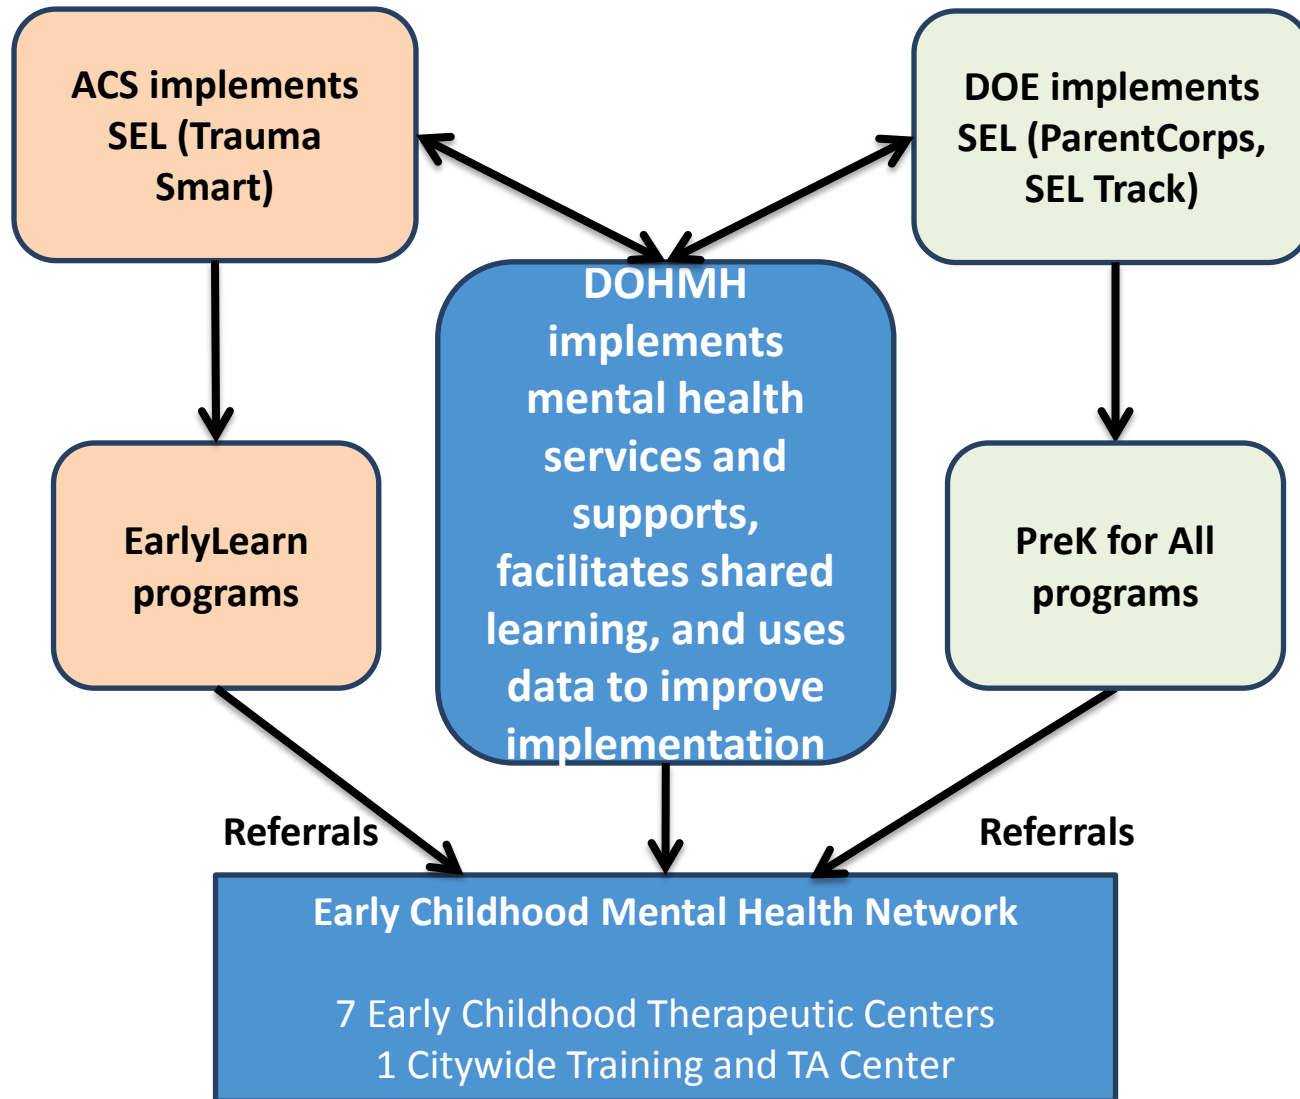 ACS implements
SEL (Trauma
Smart)
DOE implements
SEL (ParentCorps,
SEL Track)
DOHMH
implements
mental health
services and
supports,
facilitates shared
learning, and uses
data to improve
implementation
EarlyLearn
programs
PreK for All
programs
Referrals
Referrals
Early Childhood Mental Health Network
7 Early Childhood Therapeutic Centers
1 Citywide Training and TA Center